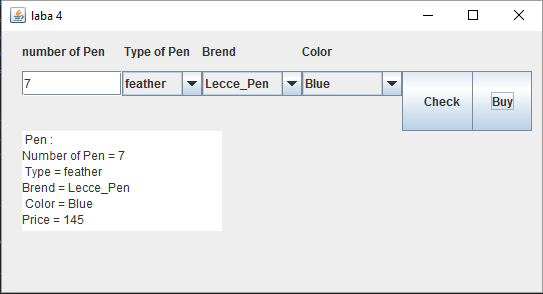 laba 4
number of Pen Type of Pen Brend Color
7 feather Lecce_Pen Blue Check Buy
Pen :
Number of Pen = 7
Type = feather
Brend = Lecce_Pen
Color = Blue
Price = 145